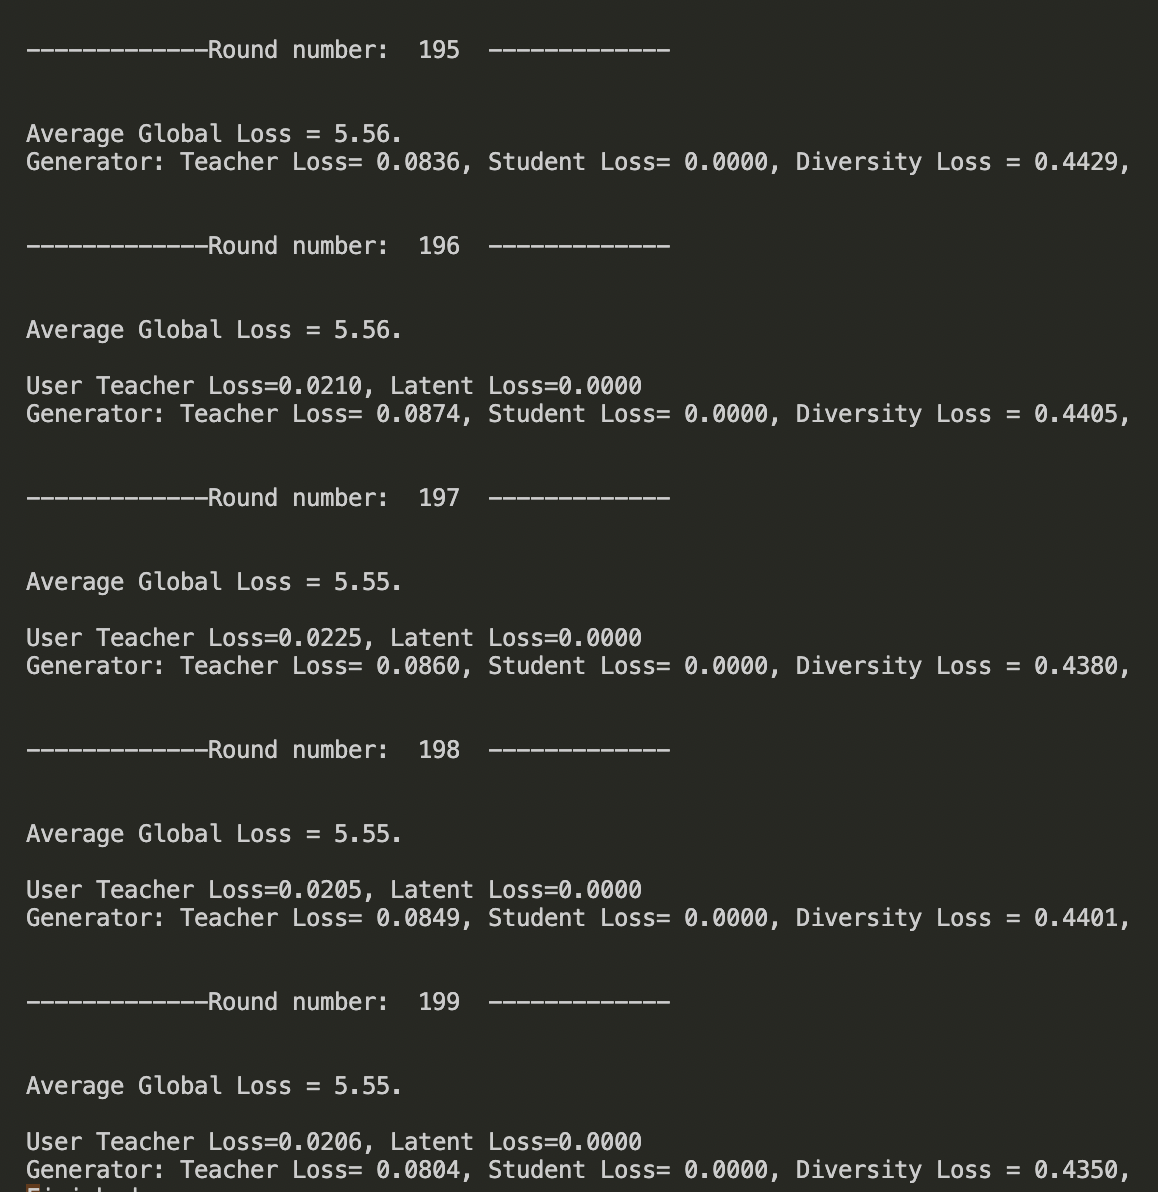 -------------Round number:  195  -------------
Average Global Loss = 5.56.
Generator: Teacher Loss= 0.0836, Student Loss= 0.0000, Diversity Loss = 0.4429,
-------------Round number:  196  -------------
Average Global Loss = 5.56.
User Teacher Loss=0.0210, Latent Loss=0.0000
Generator: Teacher Loss= 0.0874, Student Loss= 0.0000, Diversity Loss = 0.4405,
-------------Round number:  197  -------------
Average Global Loss = 5.55.
User Teacher Loss=0.0225, Latent Loss=0.0000
Generator: Teacher Loss= 0.0860, Student Loss= 0.0000, Diversity Loss = 0.4380,
-------------Round number:  198  -------------
Average Global Loss = 5.55.
User Teacher Loss=0.0205, Latent Loss=0.0000
Generator: Teacher Loss= 0.0849, Student Loss= 0.0000, Diversity Loss = 0.4401,
-------------Round number:  199  -------------
Average Global Loss = 5.55.
User Teacher Loss=0.0206, Latent Loss=0.0000
Generator: Teacher Loss= 0.0804, Student Loss= 0.0000, Diversity Loss = 0.4350,